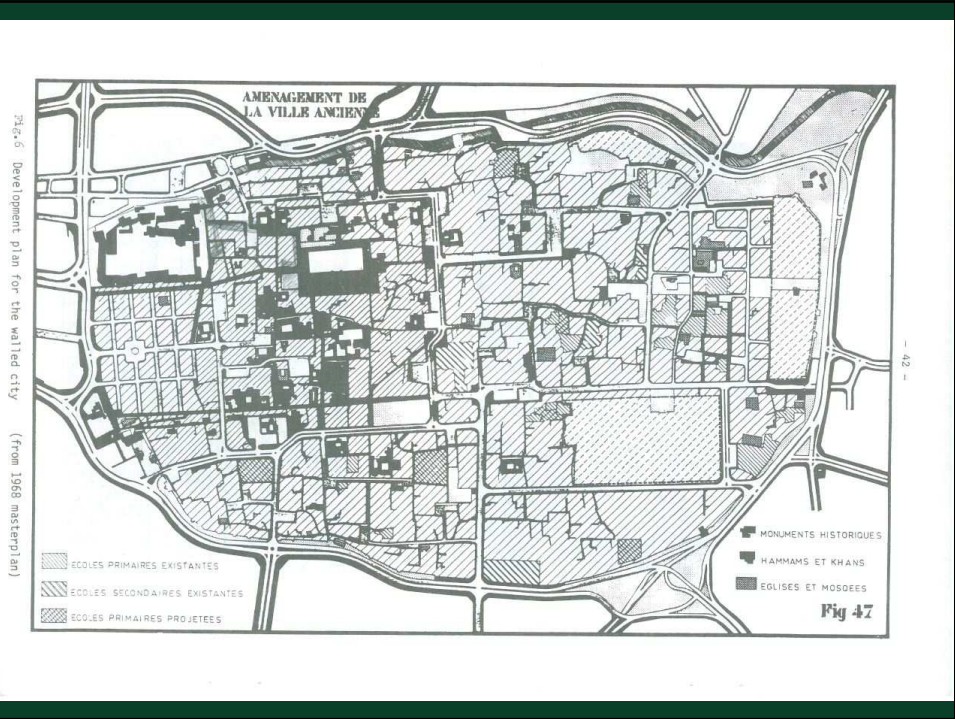 AMENAGEMENT DE
LA VILLE ANCIENNE
ECOLES PRIMAIRES EXISTANTES
ECOLES SECONDAIRES EXISTANTES
ECOLES PRIMAIRES PROJETEES
MONUMENTS HISTORIQUES
HAMMAMS ET KHANS
EGLISES ET MOSQEES
Fig 47
Fig.6 Development plan for the walled city (from 1968 masterplan)
- 42 -